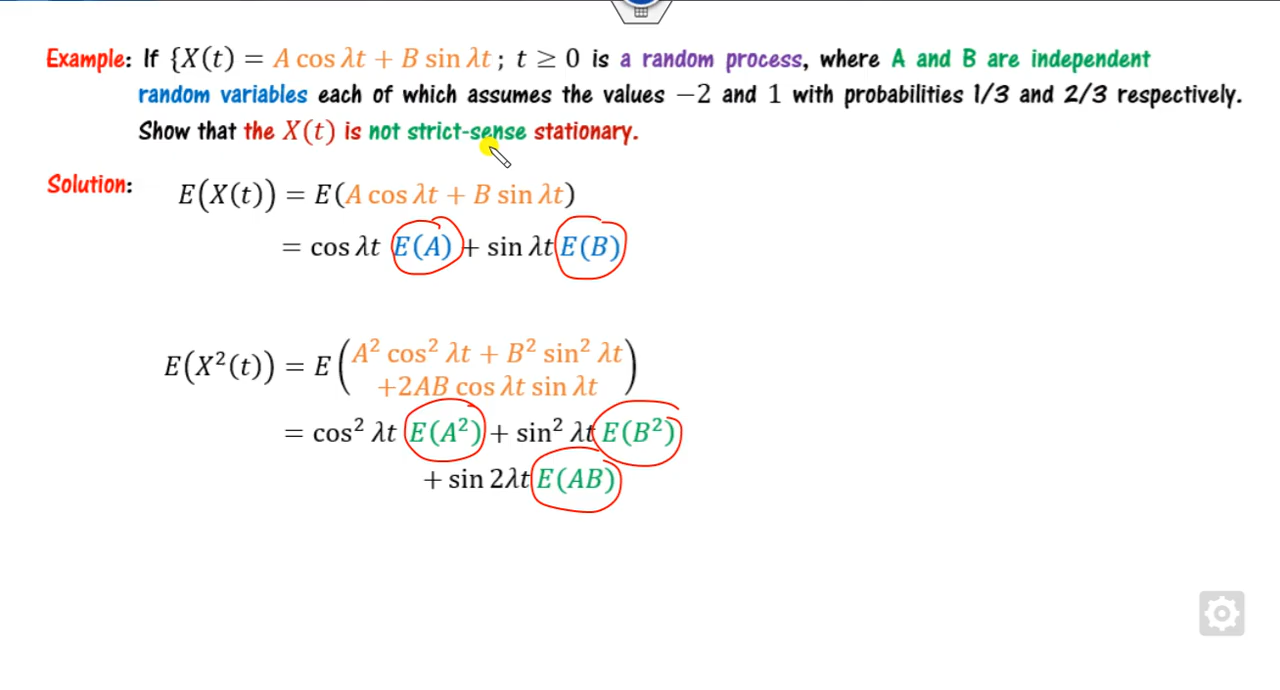 Example: If {X(t) = A cos λt + B sin λt ; t ≥ 0 is a random process, where A and B are independent
random variables each of which assumes the values −2 and 1 with probabilities 1/3 and 2/3 respectively.
Show that the X(t) is not strict-sense stationary.
Solution: E(X(t)) = E(A cos λt + B sin λt)
= cos λt E(A) + sin λt E(B)
E(X²(t)) = E(A² cos² λt + B² sin² λt
+2AB cos λt sin λt)
= cos² λt E(A²) + sin² λt E(B²)
+ sin 2λt E(AB)